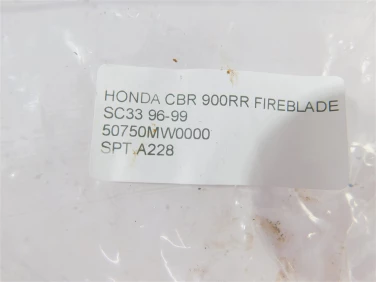 HONDA CBR 900RR FIREBLADE
SC33 96-99
50750MW0000
SPT A228